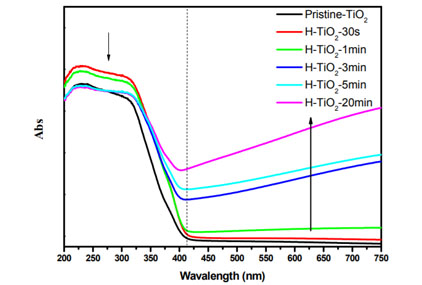 Pristine-TiO2
H-TiO2-30s
H-TiO2-1min
H-TiO2-3min
H-TiO2-5min
H-TiO2-20min
Abs
200 250 300 350 400 450 500 550 600 650 700 750
Wavelength (nm)